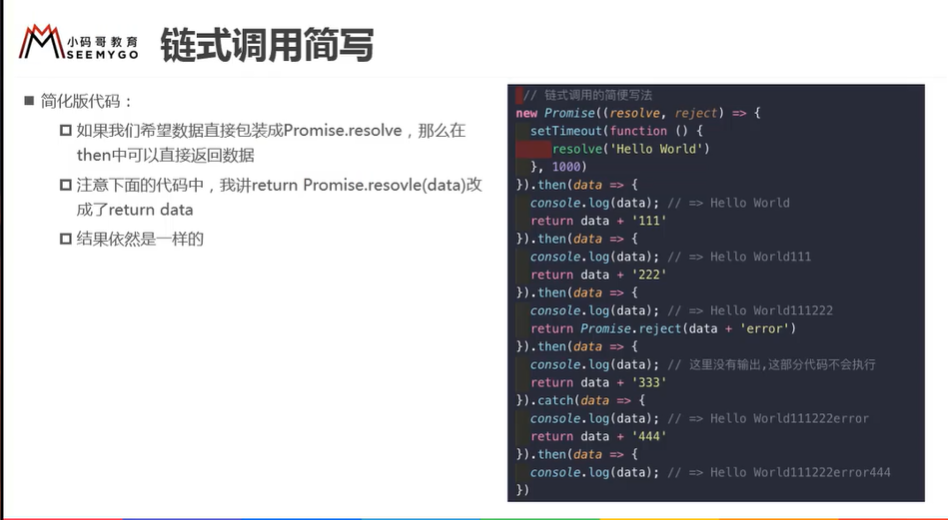 小码哥教育
SEEMYGO
链式调用简写
简化版代码：
如果我们希望数据直接包装成Promise.resolve，那么在
then中可以直接返回数据
注意下面的代码中，我讲return Promise.resovle(data)改
成了return data
结果依然是一样的
// 链式调用的简便写法
new Promise((resolve, reject) => {
setTimeout(function () {
resolve('Hello World')
}, 1000)
}).then(data => {
console.log(data); // => Hello World
return data + '111'
}).then(data => {
console.log(data); // => Hello World111
return data + '222'
}).then(data => {
console.log(data); // => Hello World111222
return Promise.reject(data + 'error')
}).then(data => {
console.log(data); // 这里没有输出,这部分代码不会执行
return data + '333'
}).catch(data => {
console.log(data); // => Hello World111222error
return data + '444'
}).then(data => {
console.log(data); // => Hello World111222error444
})